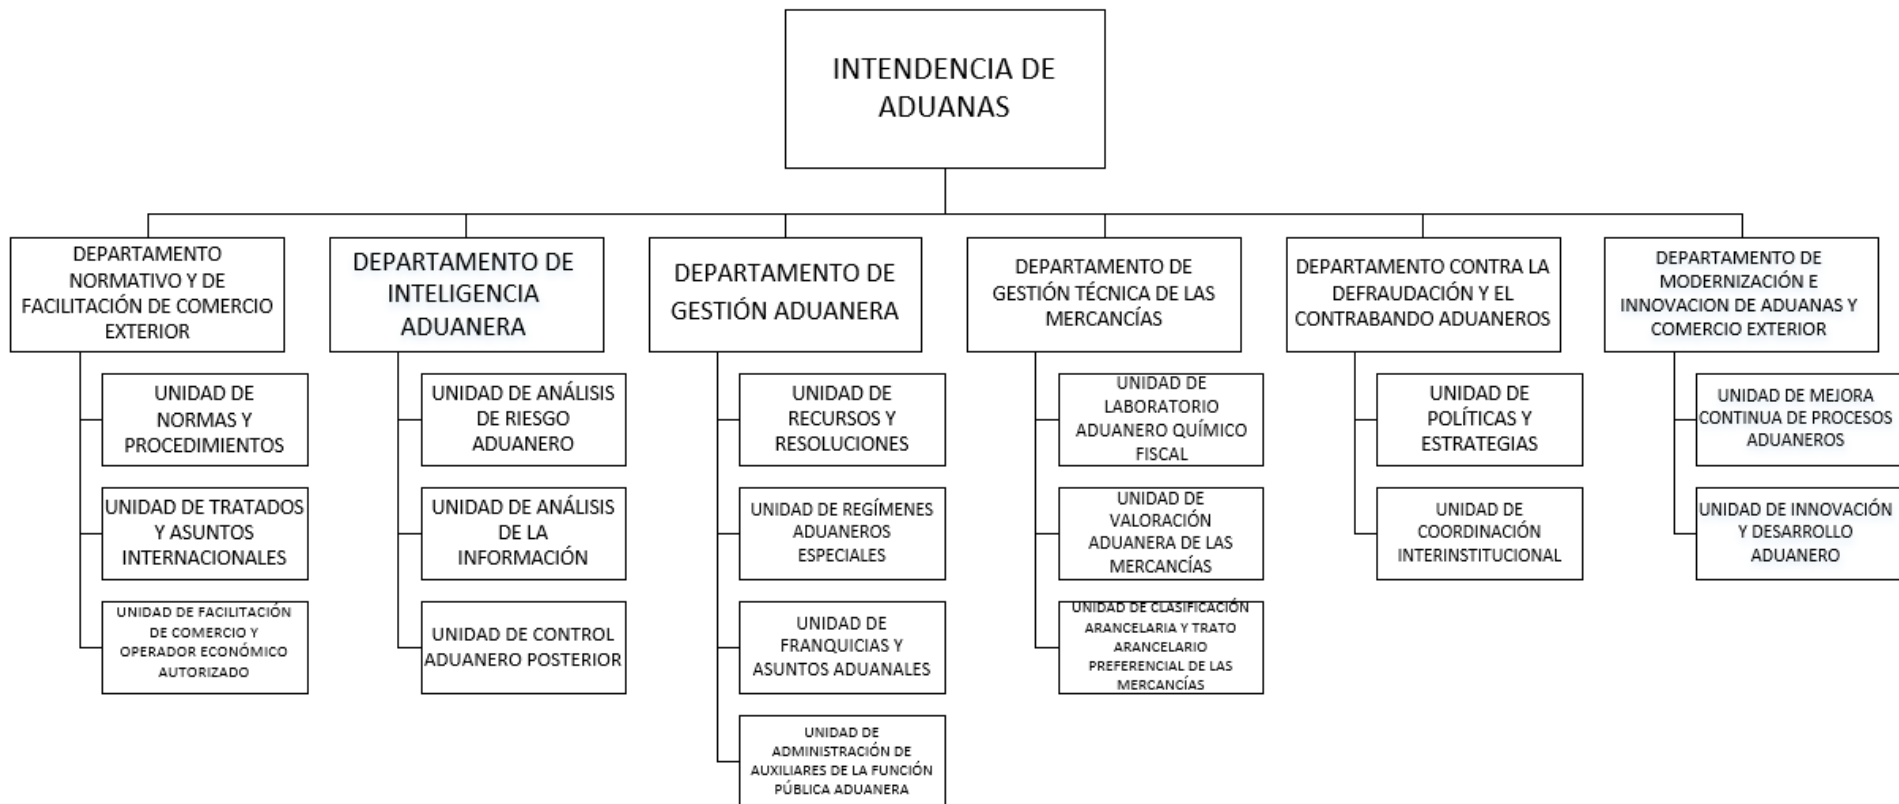 INTENDENCIA DE
ADUANAS
DEPARTAMENTO
NORMATIVO Y DE
FACILITACIÓN DE COMERCIO
EXTERIOR
UNIDAD DE
NORMAS Y
PROCEDIMIENTOS
UNIDAD DE TRATADOS
Y ASUNTOS
INTERNACIONALES
UNIDAD DE FACILITACIÓN
DE COMERCIO Y
OPERADOR ECONÓMICO
AUTORIZADO
DEPARTAMENTO DE
INTELIGENCIA
ADUANERA
UNIDAD DE ANÁLISIS
DE RIESGO
ADUANERO
UNIDAD DE ANÁLISIS
DE LA
INFORMACIÓN
UNIDAD DE CONTROL
ADUANERO POSTERIOR
DEPARTAMENTO DE
GESTIÓN ADUANERA
UNIDAD DE
RECURSOS Y
RESOLUCIONES
UNIDAD DE REGÍMENES
ADUANEROS
ESPECIALES
UNIDAD DE
FRANQUICIAS Y
ASUNTOS ADUANALES
UNIDAD DE
ADMINISTRACIÓN DE
AUXILIARES DE LA FUNCIÓN
PÚBLICA ADUANERA
DEPARTAMENTO DE
GESTIÓN TÉCNICA DE LAS
MERCANCÍAS
UNIDAD DE
LABORATORIO
ADUANERO QUÍMICO
FISCAL
UNIDAD DE
VALORACIÓN
ADUANERA DE LAS
MERCANCÍAS
UNIDAD DE CLASIFICACIÓN
ARANCELARIA Y TRATO
ARANCELARIO
PREFERENCIAL DE LAS
MERCANCÍAS
DEPARTAMENTO CONTRA LA
DEFRAUDACIÓN Y EL
CONTRABANDO ADUANEROS
UNIDAD DE
POLÍTICAS Y
ESTRATEGIAS
UNIDAD DE
COORDINACIÓN
INTERINSTITUCIONAL
DEPARTAMENTO DE
MODERNIZACIÓN E
INNOVACION DE ADUANAS Y
COMERCIO EXTERIOR
UNIDAD DE MEJORA
CONTINUA DE PROCESOS
ADUANEROS
UNIDAD DE INNOVACIÓN
Y DESARROLLO
ADUANERO